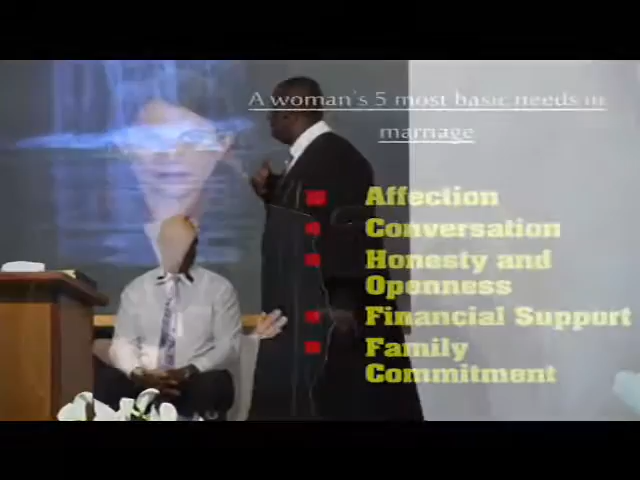 A woman's 5 most basic needs in
marriage
Affection
Conversation
Honesty and
Openness
Financial Support
Family
Commitment